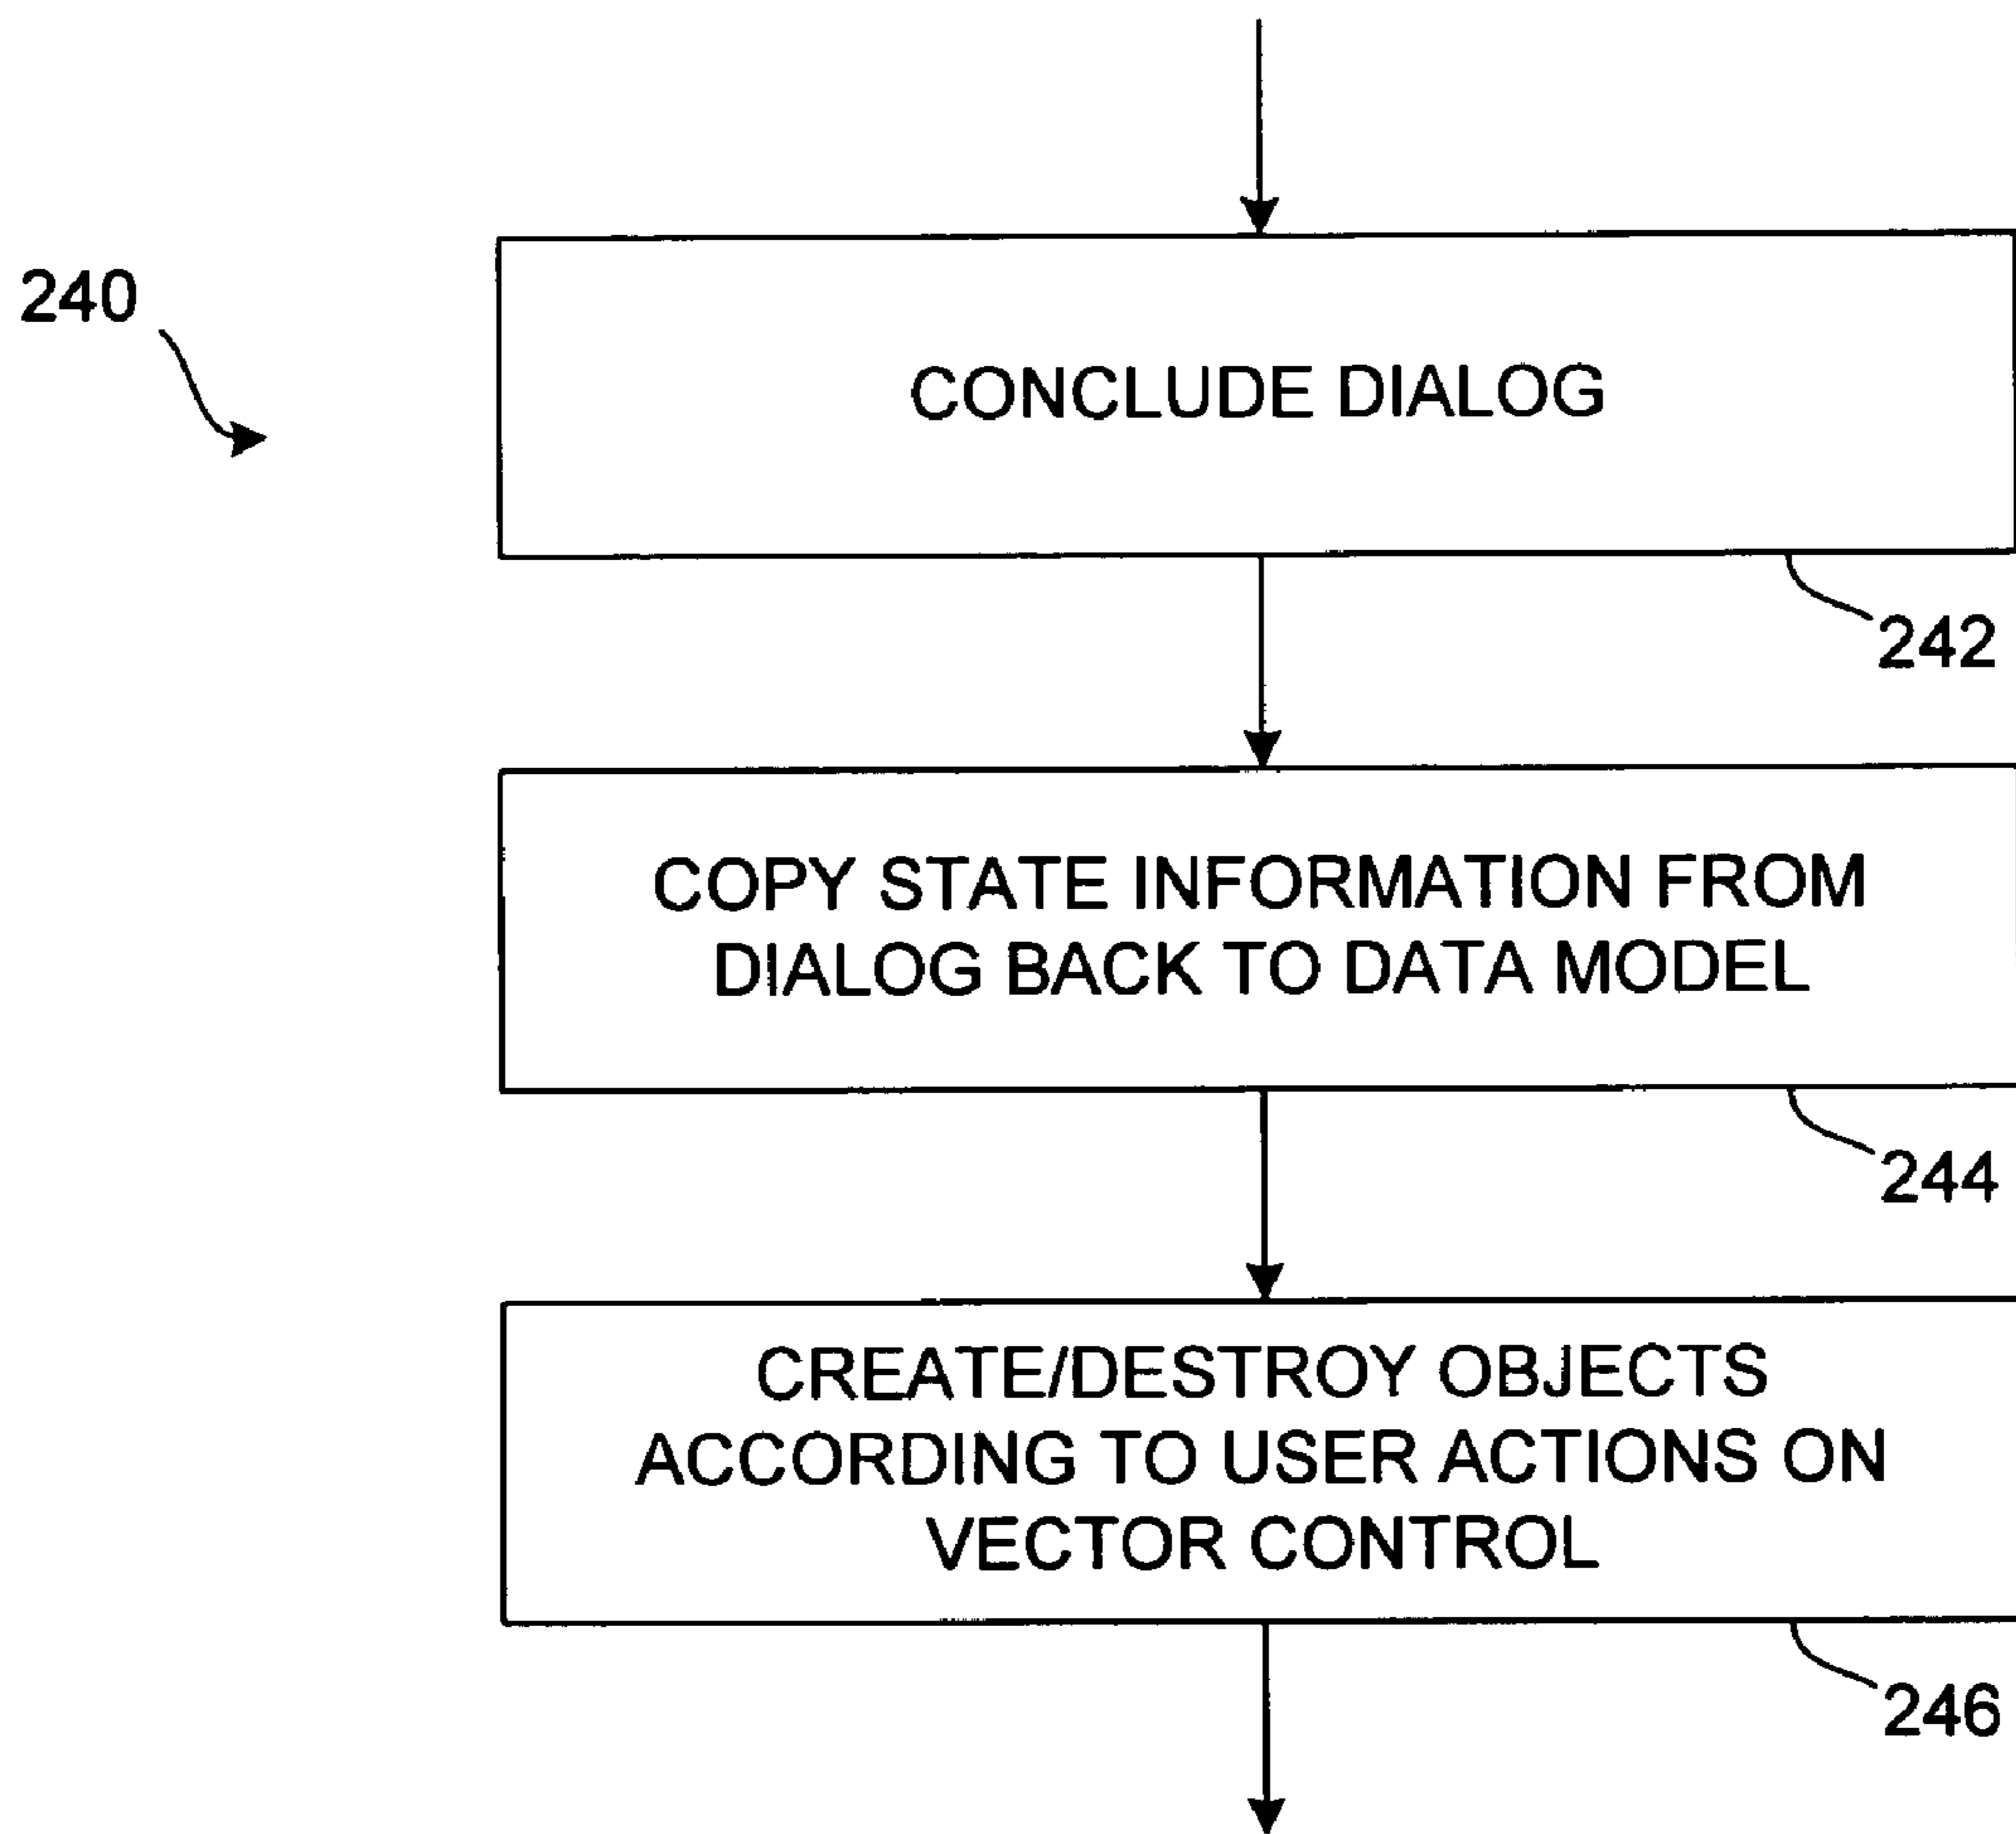 240
CONCLUDE DIALOG
242
COPY STATE INFORMATION FROM
DIALOG BACK TO DATA MODEL
244
CREATE/DESTROY OBJECTS
ACCORDING TO USER ACTIONS ON
VECTOR CONTROL
246